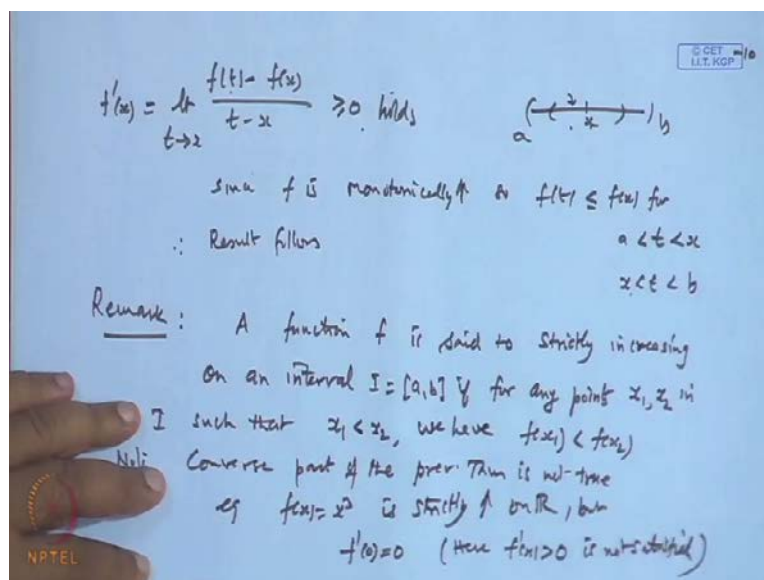 © CET
I.I.T. KGP
-10
f'(x) = lt f(t) - f(x) / t - x ≥ 0 holds
t→x
( ( x ) ) 
a b
since f is monotonically ↑ so f(t) ≤ f(x) for
a < t < x
∴ Result follows
x < t < b
Remark : A function f is said to strictly increasing
on an interval I = [a, b] if for any point x₁, x₂ in
I such that x₁ < x₂, we have f(x₁) < f(x₂)
Note Converse part of the prev. Thm is not true
eg f(x) = x³ is strictly ↑ on R, but
f'(0) = 0 (Here f'(x) > 0 is not satisfied)
NPTEL